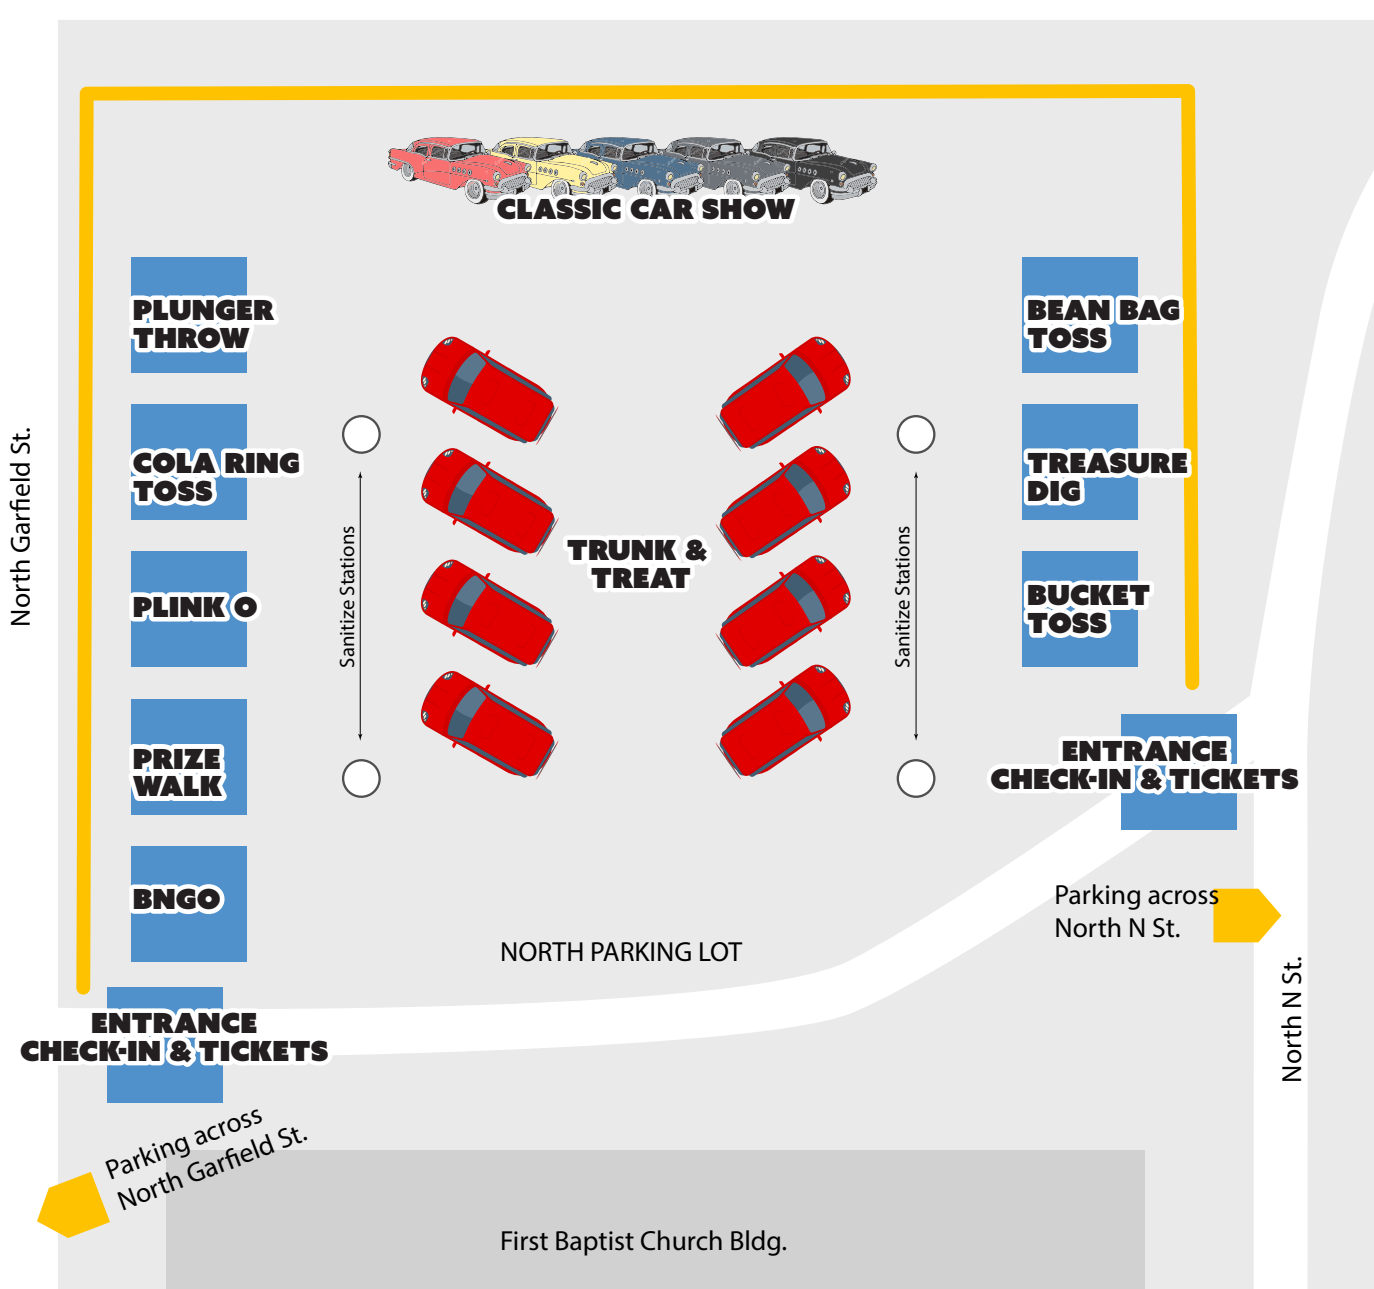 CLASSIC CAR SHOW
PLUNGER
THROW
BEAN BAG
TOSS
COLA RING
TOSS
TREASURE
DIG
North Garfield St.
Sanitize Stations
TRUNK &
TREAT
Sanitize Stations
PLINK O
BUCKET
TOSS
PRIZE
WALK
ENTRANCE
CHECK-IN & TICKETS
BNGO
Parking across
North N St.
NORTH PARKING LOT
North N St.
ENTRANCE
CHECK-IN & TICKETS
Parking across
North Garfield St.
First Baptist Church Bldg.